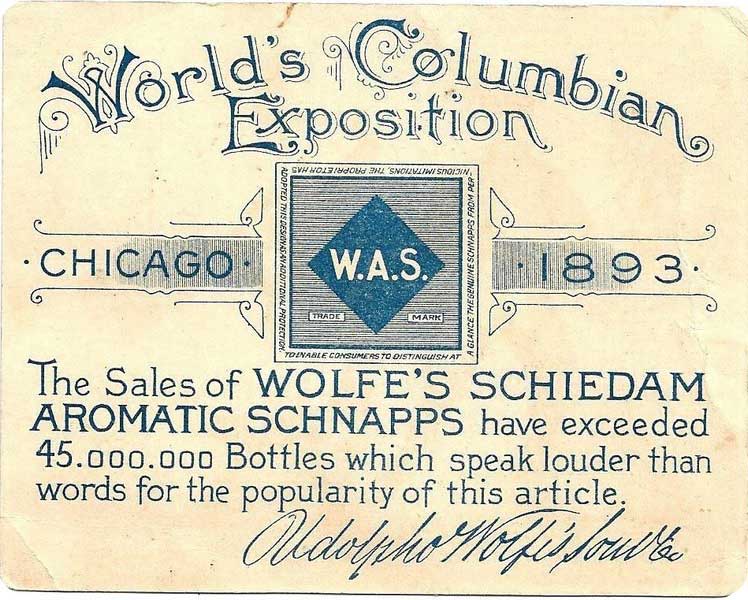 World's Columbian
Exposition
CHICAGO · 1893
NICIOUS IMITATIONS, THE PROPRIETOR HAS
ADOPTED THIS DESIGN AS AN ADDITIONAL PROTECTION,
TO ENABLE CONSUMERS TO DISTINGUISH AT
A GLANCE THE GENUINE SCHNAPPS FROM PER
W.A.S.
TRADE MARK
The Sales of WOLFE'S SCHIEDAM
AROMATIC SCHNAPPS have exceeded
45.000.000 Bottles which speak louder than
words for the popularity of this article.
Udolpho Wolfe's Son & Co